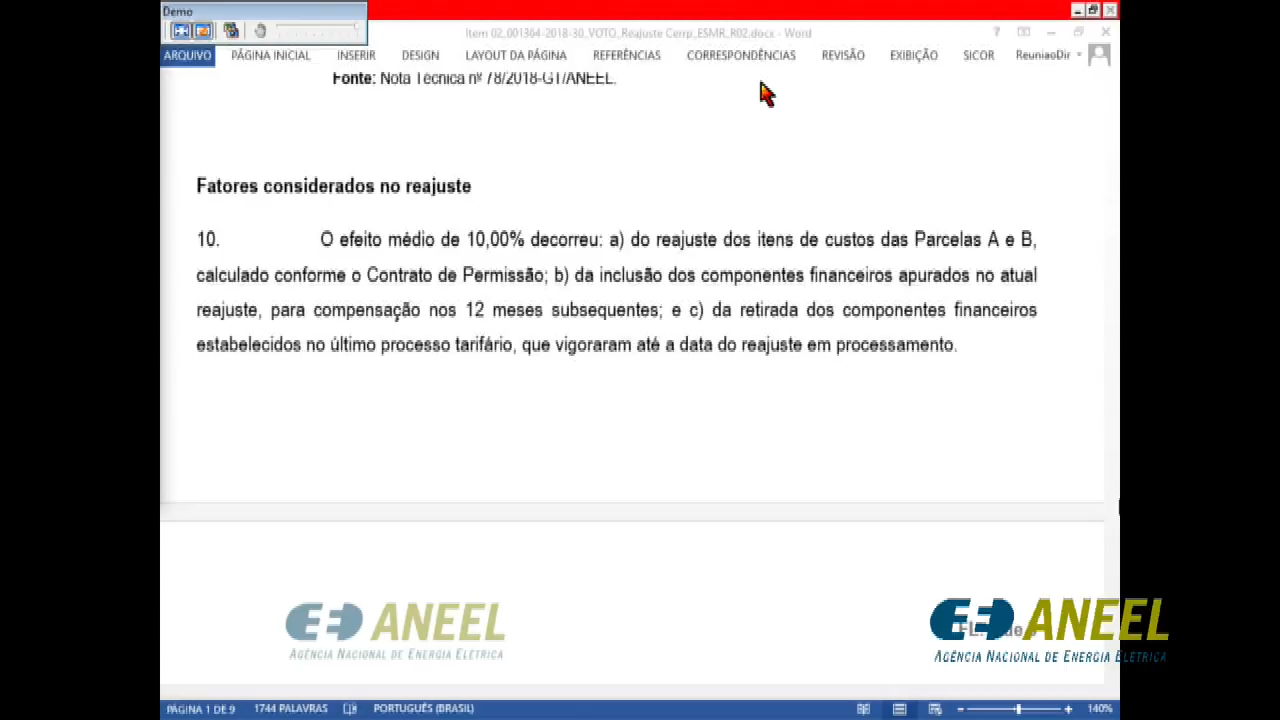 Demo
Item 02_001364-2018-30_VOTO_Reajuste Cerrp_ESMR_R02.docx - Word
ARQUIVO PÁGINA INICIAL INSERIR DESIGN LAYOUT DA PÁGINA REFERÊNCIAS CORRESPONDÊNCIAS REVISÃO EXIBIÇÃO SICOR ReuniaoDir
Fonte: Nota Técnica nº 78/2018-GT/ANEEL.
Fatores considerados no reajuste
10. O efeito médio de 10,00% decorreu: a) do reajuste dos itens de custos das Parcelas A e B,
calculado conforme o Contrato de Permissão; b) da inclusão dos componentes financeiros apurados no atual
reajuste, para compensação nos 12 meses subsequentes; e c) da retirada dos componentes financeiros
estabelecidos no último processo tarifário, que vigoraram até a data do reajuste em processamento.
ANEEL
AGÊNCIA NACIONAL DE ENERGIA ELÉTRICA
ANEEL
AGÊNCIA NACIONAL DE ENERGIA ELÉTRICA
PÁGINA 1 DE 9 1744 PALAVRAS PORTUGUÊS (BRASIL) 140%